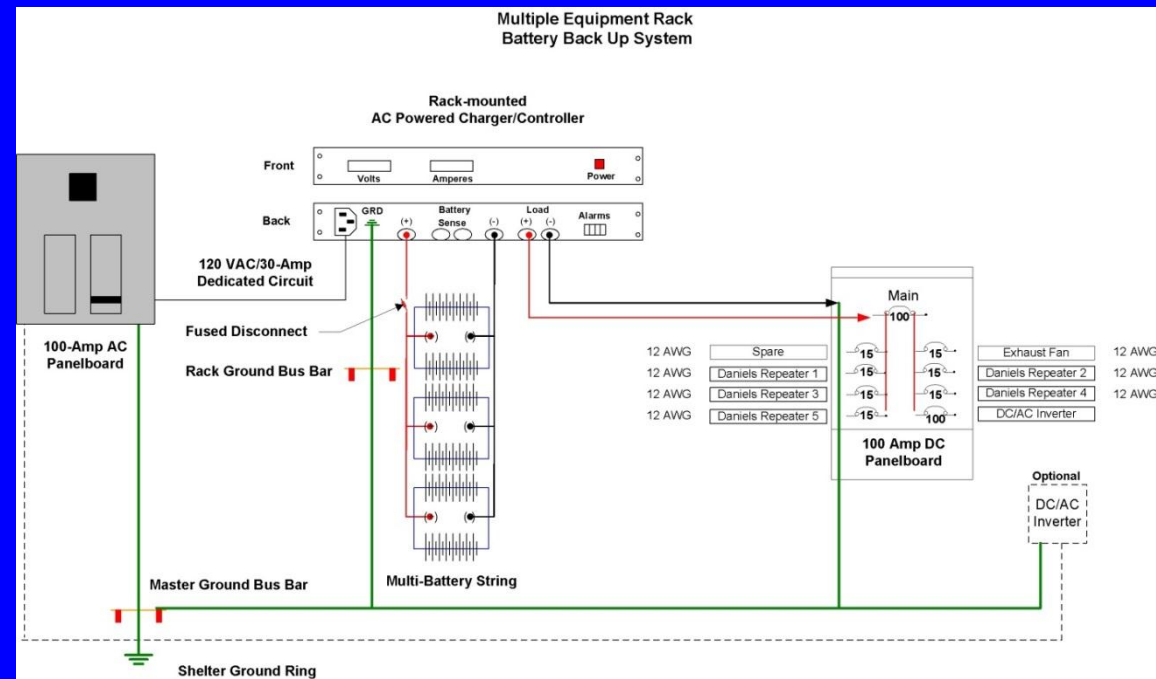 Multiple Equipment Rack
Battery Back Up System
Rack-mounted
AC Powered Charger/Controller
Front
Volts
Amperes
Power
Back
GRD
(+)
Battery
Sense
(-)
Load
(+)
(-)
Alarms
120 VAC/30-Amp
Dedicated Circuit
Fused Disconnect
100-Amp AC
Panelboard
Rack Ground Bus Bar
Main
100
12 AWG
Spare
15
15
Exhaust Fan
12 AWG
12 AWG
Daniels Repeater 1
15
15
Daniels Repeater 2
12 AWG
12 AWG
Daniels Repeater 3
15
15
Daniels Repeater 4
12 AWG
12 AWG
Daniels Repeater 5
15
100
DC/AC Inverter
100 Amp DC
Panelboard
Optional
DC/AC
Inverter
Multi-Battery String
Master Ground Bus Bar
Shelter Ground Ring